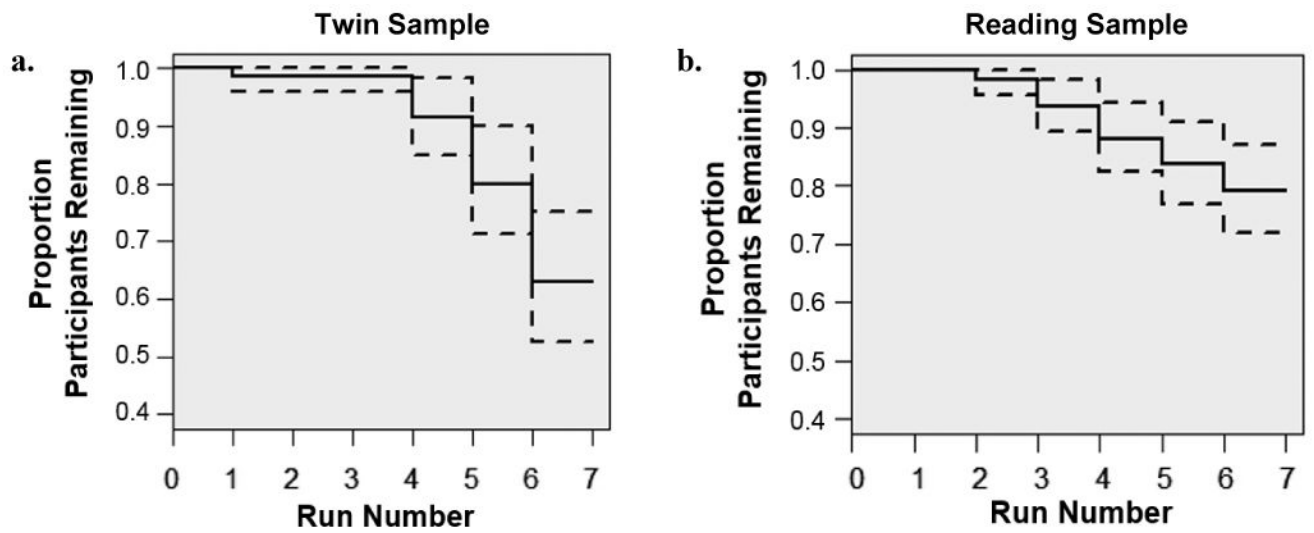 Twin Sample
a.
Proportion
Participants Remaining
1.0
0.9
0.8
0.7
0.6
0.5
0.4
0 1 2 3 4 5 6 7
Run Number
Reading Sample
b.
Proportion
Participants Remaining
1.0
0.9
0.8
0.7
0.6
0.5
0.4
0 1 2 3 4 5 6 7
Run Number